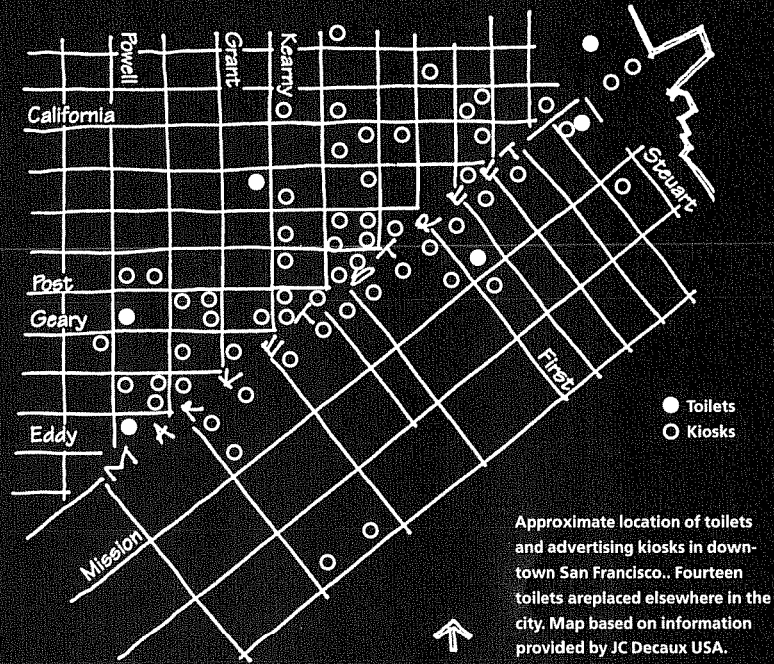 Powell
Grant
Kearny
California
Steuart
MARKET STREET
Post
Geary
First
Toilets
Eddy
Kiosks
Mission
Approximate location of toilets
and advertising kiosks in down-
town San Francisco.. Fourteen
toilets areplaced elsewhere in the
city. Map based on information
provided by JC Decaux USA.